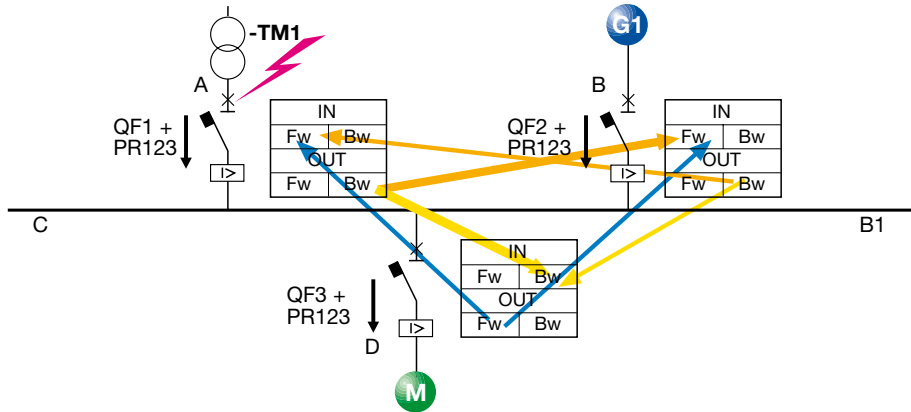 -TM1
G1
A
B
QF1 +
PR123
IN
Fw Bw
OUT
Fw Bw
I>
QF2 +
PR123
IN
Fw Bw
OUT
Fw Bw
I>
C
B1
QF3 +
PR123
IN
Fw Bw
OUT
Fw Bw
I>
D
M